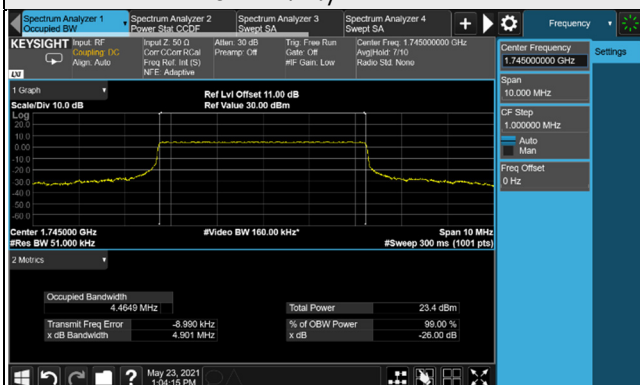 Spectrum Analyzer 1
Occupied BW
Spectrum Analyzer 2
Power Stat CCDF
Spectrum Analyzer 3
Swept SA
Spectrum Analyzer 4
Swept SA
+
Frequency
KEYSIGHT
Input: RF
Coupling: DC
Align: Auto
Input Z: 50 Ω
Corr CCorr RCal
Freq Ref: Int (S)
NFE: Adaptive
Atten: 30 dB
Preamp: Off
Trig: Free Run
Gate: Off
#IF Gain: Low
Center Freq: 1.745000000 GHz
Avg|Hold: 7/10
Radio Std: None
LXI
Center Frequency
1.745000000 GHz
Settings
Span
10.000 MHz
CF Step
1.000000 MHz
Auto
Man
Freq Offset
0 Hz
1 Graph
Scale/Div 10.0 dB
Ref Lvl Offset 11.00 dB
Ref Value 30.00 dBm
Log
20.0
10.0
0.00
-10.0
-20.0
-30.0
-40.0
-50.0
-60.0
Center 1.745000 GHz
#Res BW 51.000 kHz
#Video BW 160.00 kHz*
Span 10 MHz
#Sweep 300 ms (1001 pts)
2 Metrics
Occupied Bandwidth
4.4649 MHz
Total Power 23.4 dBm
Transmit Freq Error -8.990 kHz
% of OBW Power 99.00 %
x dB Bandwidth 4.901 MHz
x dB -26.00 dB
?
May 23, 2021
1:04:15 PM